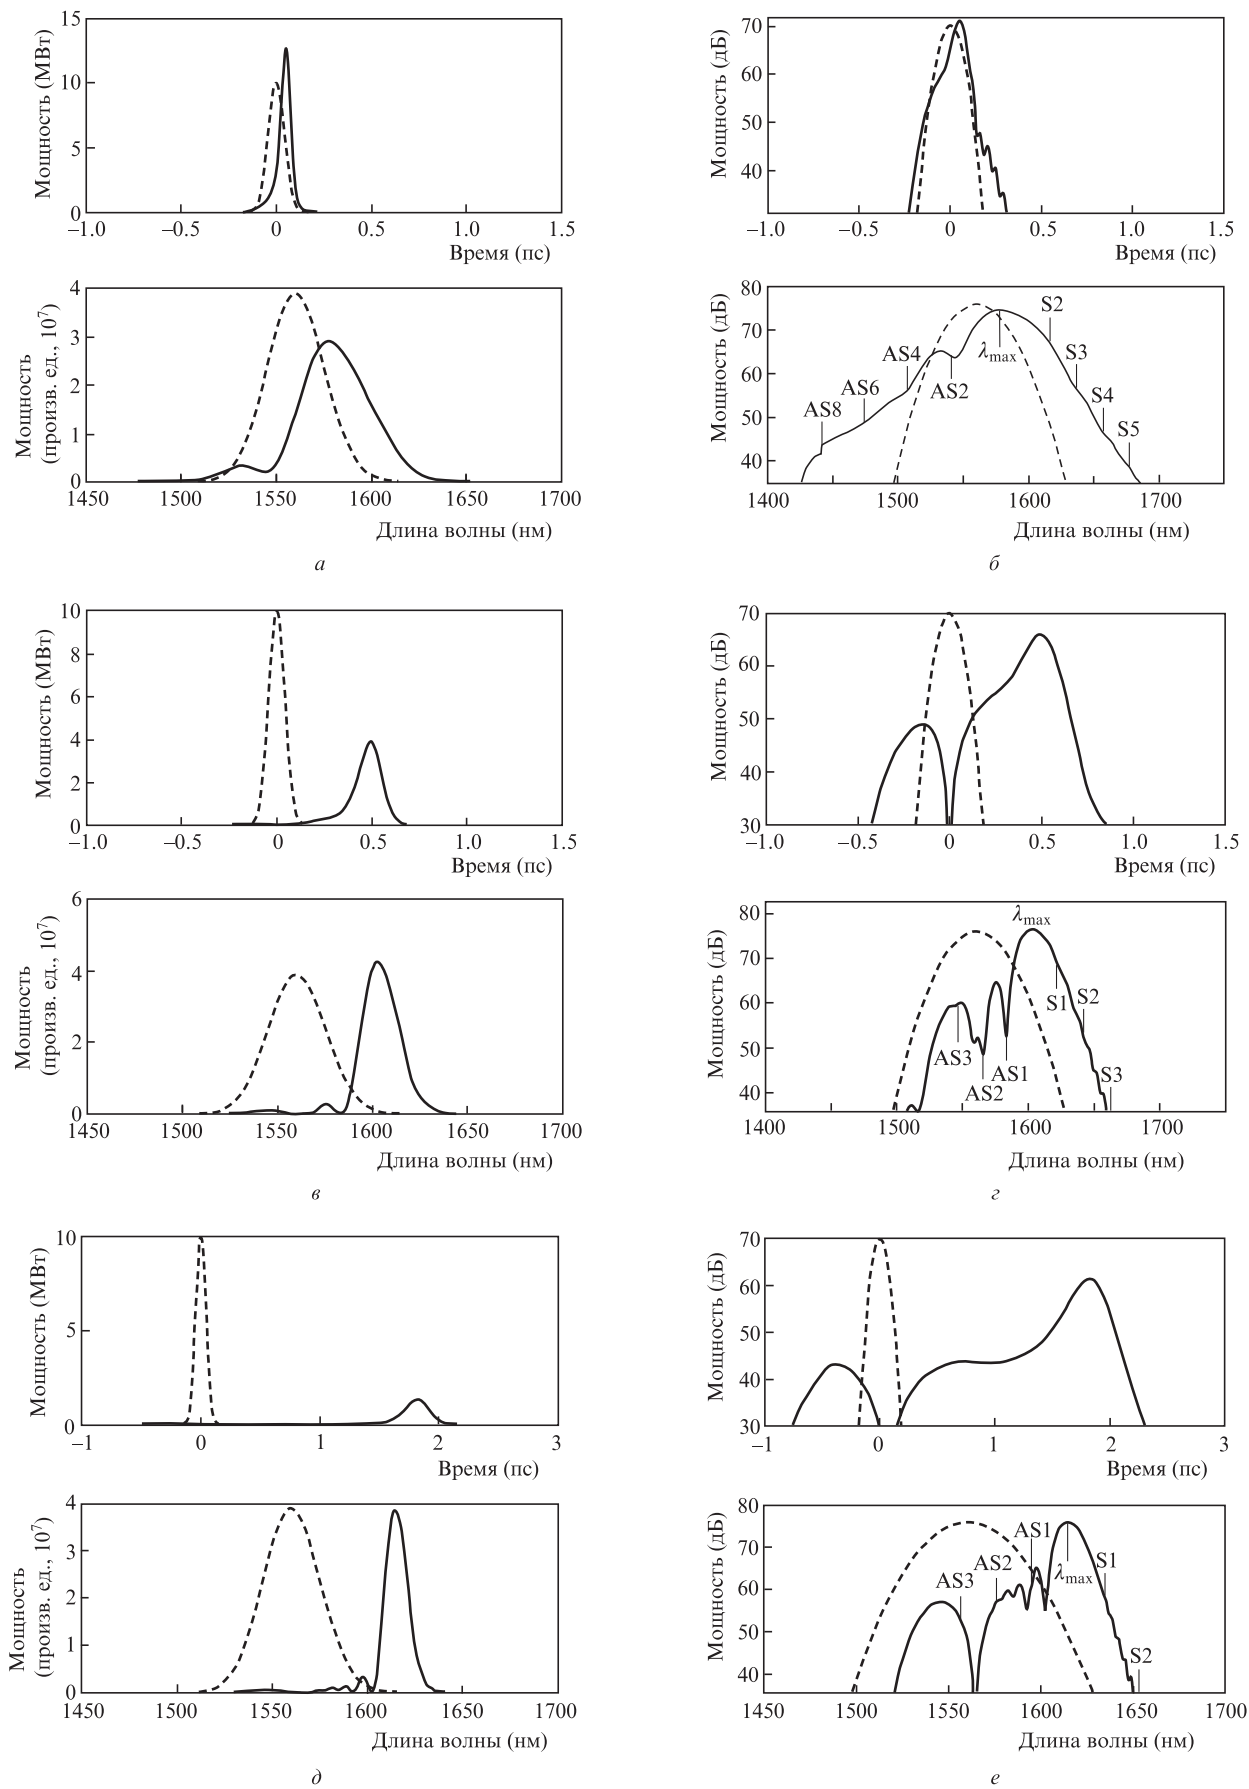 15
10
5
0
Мощность (МВт)
–1.0 –0.5 0 0.5 1.0 1.5
Время (пс)
70
60
50
40
Мощность (дБ)
–1.0 –0.5 0 0.5 1.0 1.5
Время (пс)
4
3
2
1
0
Мощность
(произв. ед., 10⁷)
1450 1500 1550 1600 1650 1700
Длина волны (нм)
а
80
70
60
50
40
Мощность (дБ)
AS8 AS6 AS4 AS2 λmax S2 S3 S4 S5
1400 1500 1600 1700
Длина волны (нм)
б
10
8
6
4
2
0
Мощность (МВт)
–1.0 –0.5 0 0.5 1.0 1.5
Время (пс)
70
60
50
40
30
Мощность (дБ)
–1.0 –0.5 0 0.5 1.0 1.5
Время (пс)
6
4
2
0
Мощность
(произв. ед., 10⁷)
1450 1500 1550 1600 1650 1700
Длина волны (нм)
в
80
70
60
50
40
Мощность (дБ)
λmax
AS3 AS2 AS1 S1 S2 S3
1400 1500 1600 1700
Длина волны (нм)
г
10
5
0
Мощность (МВт)
–1 0 1 2 3
Время (пс)
70
60
50
40
30
Мощность (дБ)
–1 0 1 2 3
Время (пс)
4
3
2
1
0
Мощность
(произв. ед., 10⁷)
1450 1500 1550 1600 1650 1700
Длина волны (нм)
д
80
70
60
50
40
Мощность (дБ)
AS3 AS2 AS1 λmax S1 S2
1450 1500 1550 1600 1650 1700
Длина волны (нм)
е